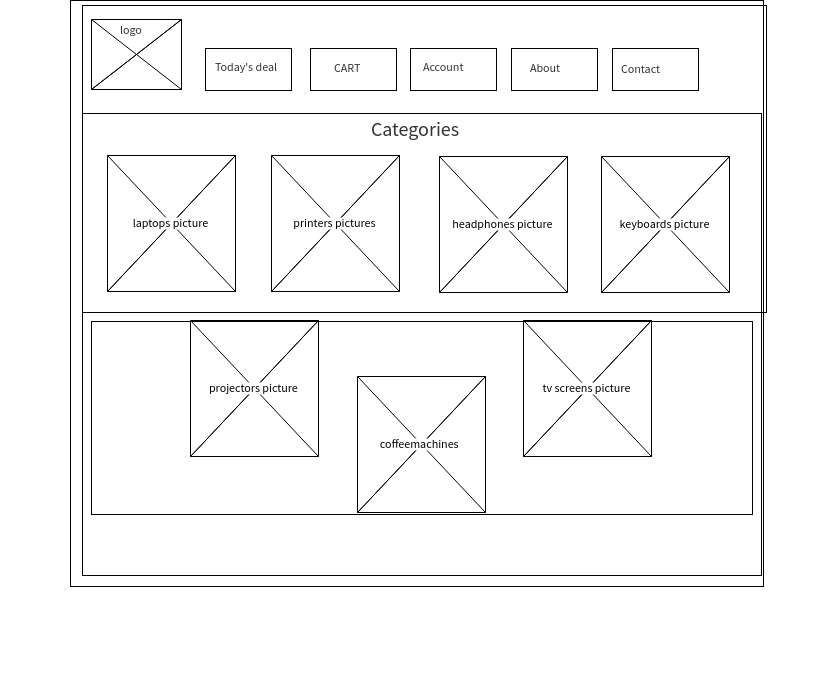 logo
Today's deal
CART
Account
About
Contact
Categories
laptops picture
printers pictures
headphones picture
keyboards picture
projectors picture
tv screens picture
coffeemachines